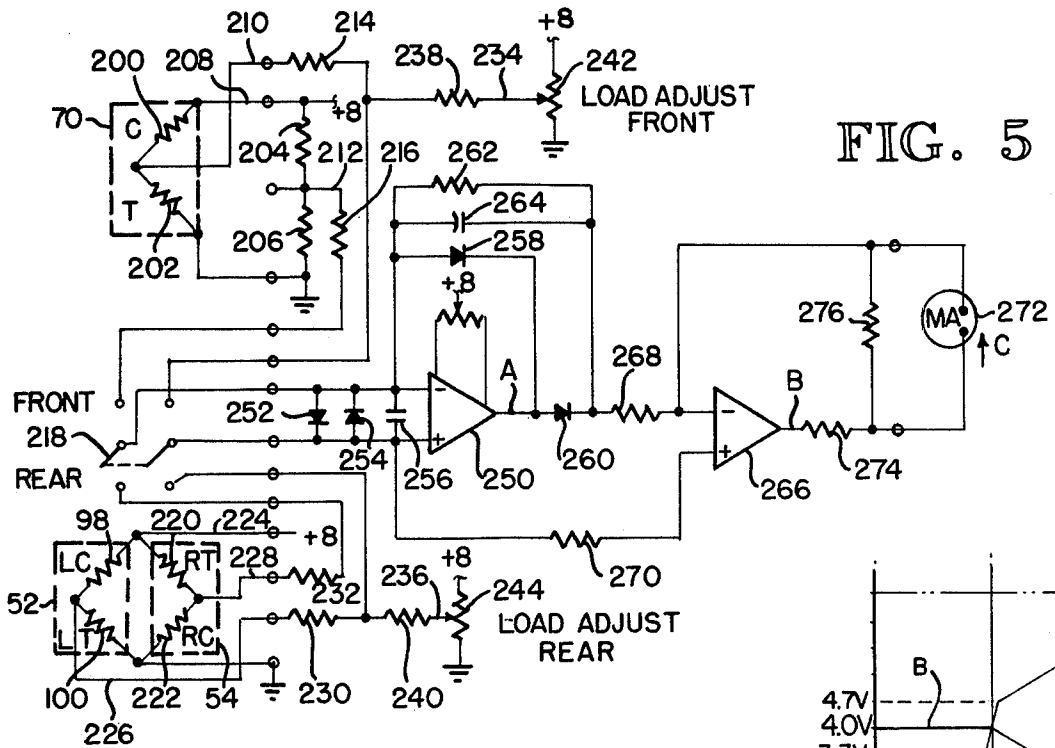 FIG. 5
210
214
200
208
+8
238
234
242
LOAD ADJUST
FRONT
70
C
+8
204
212
216
262
T
206
264
202
258
+8
276
MA
272
C
FRONT
252
-
A
268
218
+
254
256
250
260
-
B
REAR
+
274
266
98
220
224
+8
270
LC
RT
228
+8
52
232
236
244
LT
RC
LOAD ADJUST
REAR
100
222
54
230
240
226
B
4.7V
4.0V